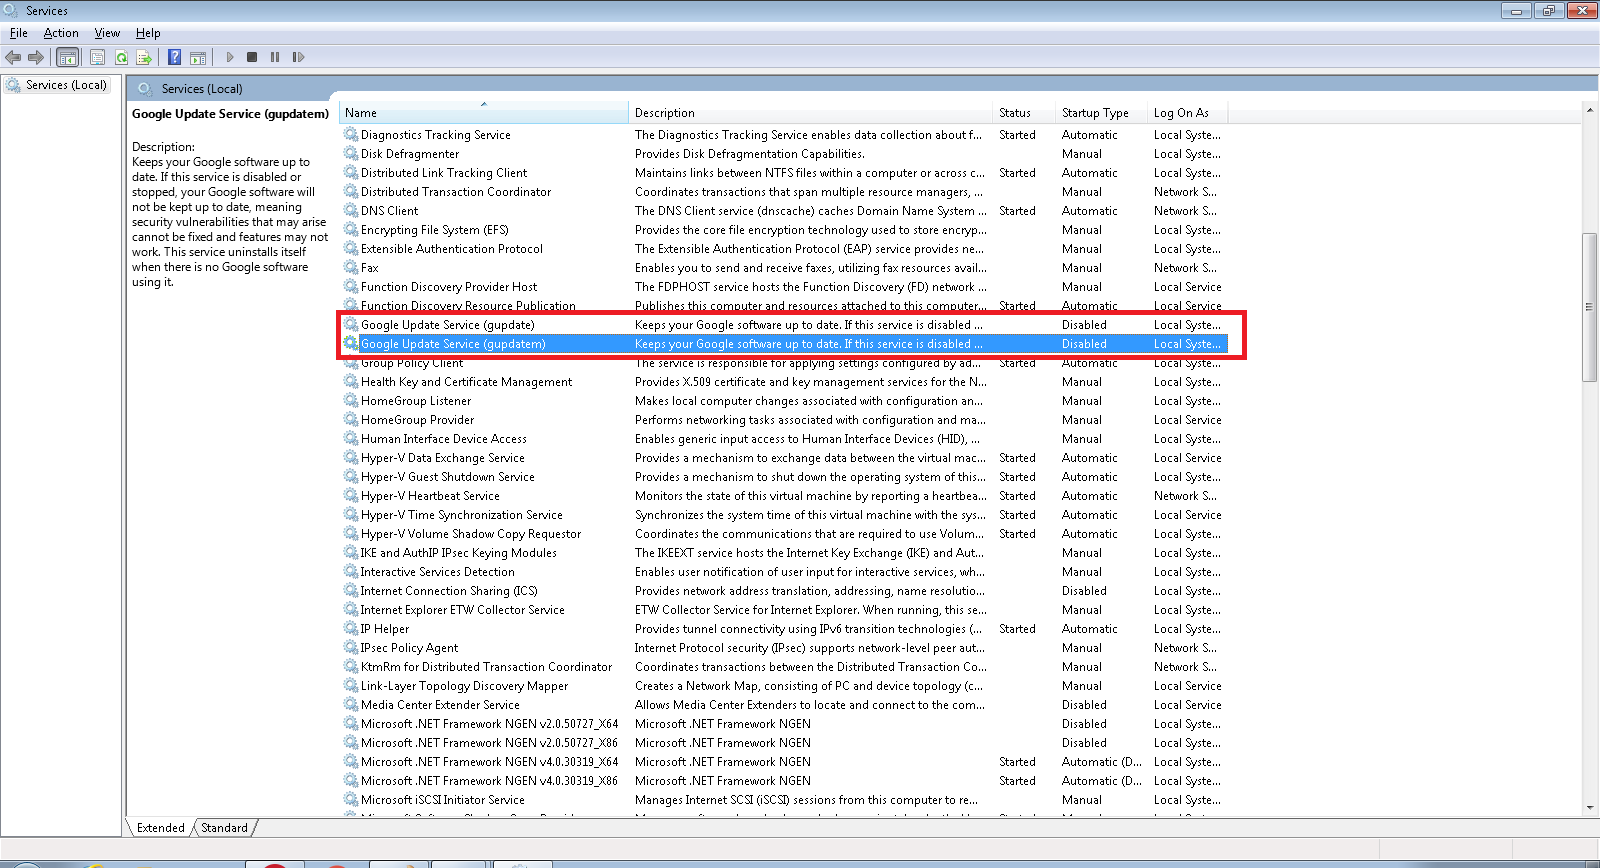 Services
File Action View Help
Services (Local)
Services (Local)
Google Update Service (gupdatem)
Description:
Keeps your Google software up to
date. If this service is disabled or
stopped, your Google software will
not be kept up to date, meaning
security vulnerabilities that may arise
cannot be fixed and features may not
work. This service uninstalls itself
when there is no Google software
using it.
Name Description Status Startup Type Log On As
Diagnostics Tracking Service The Diagnostics Tracking Service enables data collection about f... Started Automatic Local Syste...
Disk Defragmenter Provides Disk Defragmentation Capabilities. Manual Local Syste...
Distributed Link Tracking Client Maintains links between NTFS files within a computer or across c... Started Automatic Local Syste...
Distributed Transaction Coordinator Coordinates transactions that span multiple resource managers, ... Manual Network S...
DNS Client The DNS Client service (dnscache) caches Domain Name System ... Started Automatic Network S...
Encrypting File System (EFS) Provides the core file encryption technology used to store encryp... Manual Local Syste...
Extensible Authentication Protocol The Extensible Authentication Protocol (EAP) service provides ne... Manual Local Syste...
Fax Enables you to send and receive faxes, utilizing fax resources avail... Manual Network S...
Function Discovery Provider Host The FDPHOST service hosts the Function Discovery (FD) network ... Manual Local Service
Function Discovery Resource Publication Publishes this computer and resources attached to this computer... Started Automatic Local Service
Google Update Service (gupdate) Keeps your Google software up to date. If this service is disabled ... Disabled Local Syste...
Google Update Service (gupdatem) Keeps your Google software up to date. If this service is disabled ... Disabled Local Syste...
Group Policy Client The service is responsible for applying settings configured by ad... Started Automatic Local Syste...
Health Key and Certificate Management Provides X.509 certificate and key management services for the N... Manual Local Syste...
HomeGroup Listener Makes local computer changes associated with configuration an... Manual Local Syste...
HomeGroup Provider Performs networking tasks associated with configuration and ma... Manual Local Service
Human Interface Device Access Enables generic input access to Human Interface Devices (HID), ... Manual Local Syste...
Hyper-V Data Exchange Service Provides a mechanism to exchange data between the virtual mac... Started Automatic Local Service
Hyper-V Guest Shutdown Service Provides a mechanism to shut down the operating system of this... Started Automatic Local Syste...
Hyper-V Heartbeat Service Monitors the state of this virtual machine by reporting a heartbea... Started Automatic Network S...
Hyper-V Time Synchronization Service Synchronizes the system time of this virtual machine with the sys... Started Automatic Local Service
Hyper-V Volume Shadow Copy Requestor Coordinates the communications that are required to use Volum... Started Automatic Local Syste...
IKE and AuthIP IPsec Keying Modules The IKEEXT service hosts the Internet Key Exchange (IKE) and Aut... Manual Local Syste...
Interactive Services Detection Enables user notification of user input for interactive services, wh... Manual Local Syste...
Internet Connection Sharing (ICS) Provides network address translation, addressing, name resolutio... Disabled Local Syste...
Internet Explorer ETW Collector Service ETW Collector Service for Internet Explorer. When running, this se... Manual Local Syste...
IP Helper Provides tunnel connectivity using IPv6 transition technologies (... Started Automatic Local Syste...
IPsec Policy Agent Internet Protocol security (IPsec) supports network-level peer aut... Manual Network S...
KtmRm for Distributed Transaction Coordinator Coordinates transactions between the Distributed Transaction Co... Manual Network S...
Link-Layer Topology Discovery Mapper Creates a Network Map, consisting of PC and device topology (c... Manual Local Service
Media Center Extender Service Allows Media Center Extenders to locate and connect to the com... Disabled Local Service
Microsoft .NET Framework NGEN v2.0.50727_X64 Microsoft .NET Framework NGEN Disabled Local Syste...
Microsoft .NET Framework NGEN v2.0.50727_X86 Microsoft .NET Framework NGEN Disabled Local Syste...
Microsoft .NET Framework NGEN v4.0.30319_X64 Microsoft .NET Framework NGEN Started Automatic (D... Local Syste...
Microsoft .NET Framework NGEN v4.0.30319_X86 Microsoft .NET Framework NGEN Started Automatic (D... Local Syste...
Microsoft iSCSI Initiator Service Manages Internet SCSI (iSCSI) sessions from this computer to re... Manual Local Syste...
Extended Standard